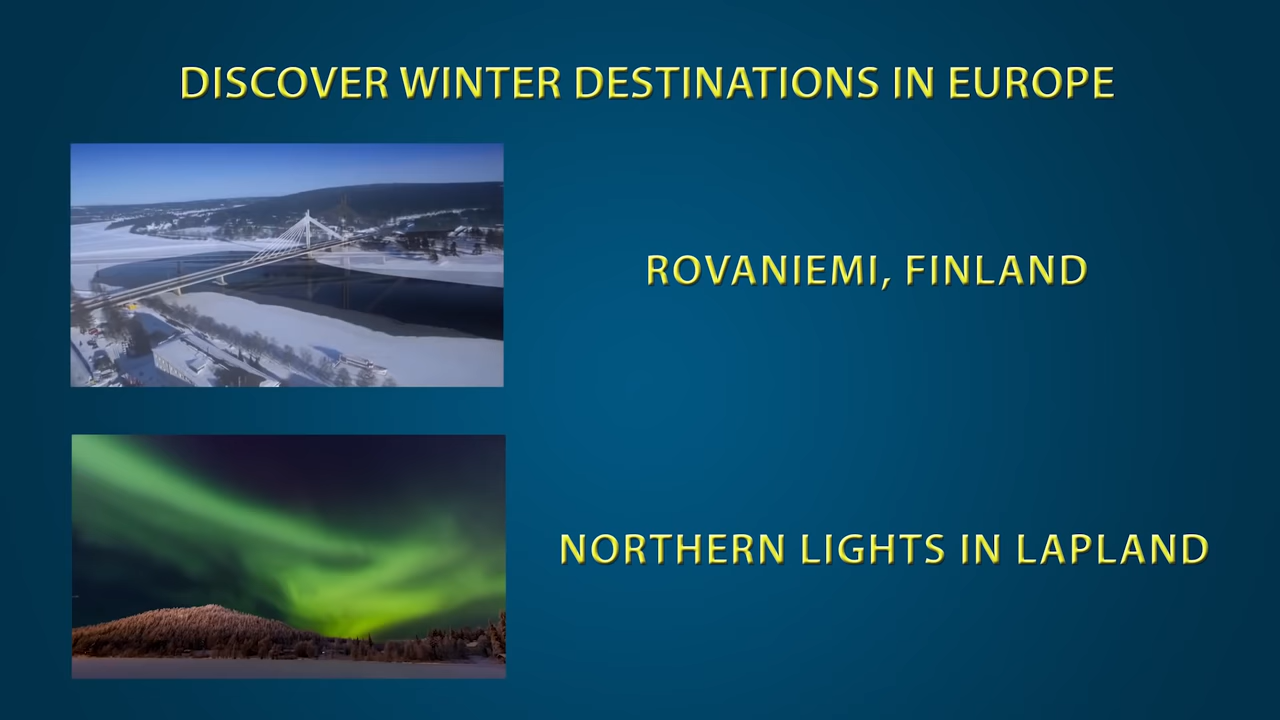 DISCOVER WINTER DESTINATIONS IN EUROPE
ROVANIEMI, FINLAND
NORTHERN LIGHTS IN LAPLAND